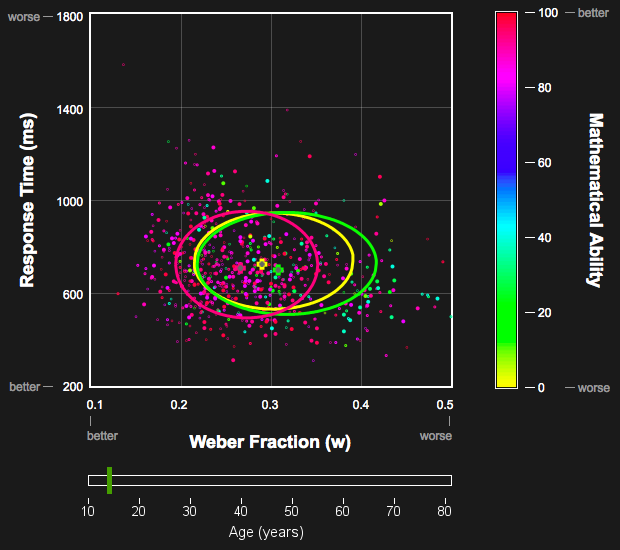 worse
1800
1400
1000
600
200
better
Response Time (ms)
0.1 0.2 0.3 0.4 0.5
better
worse
Weber Fraction (w)
10 20 30 40 50 60 70 80
Age (years)
100
better
80
60
40
20
0
worse
Mathematical Ability